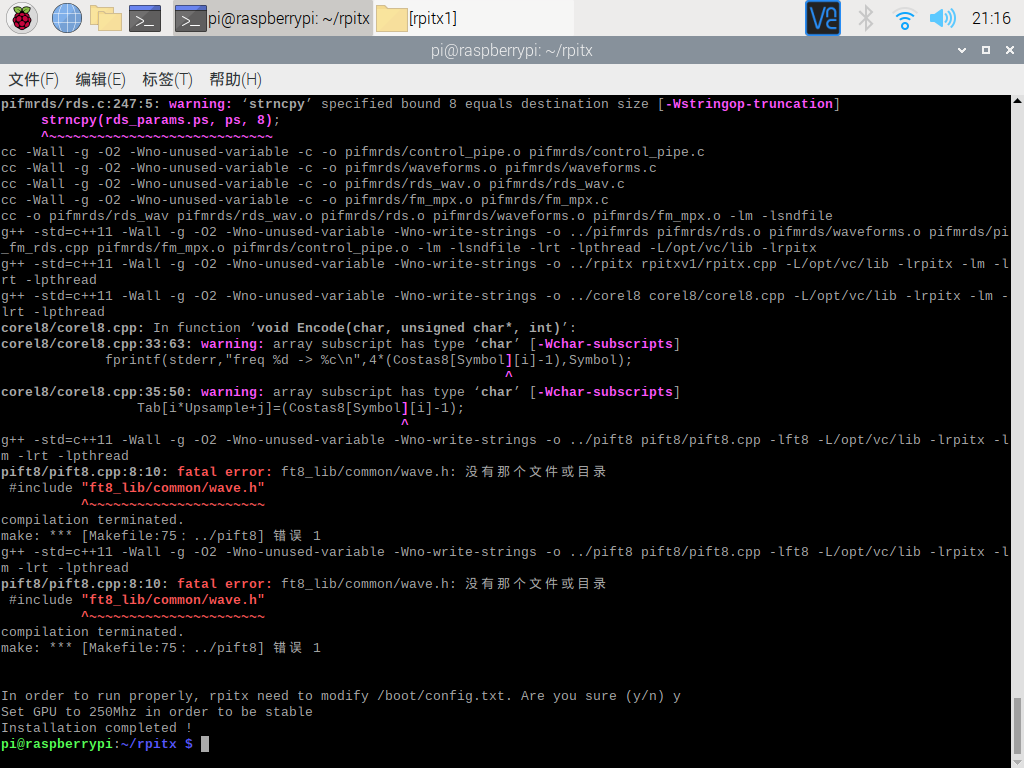 pi@raspberrypi: ~/rpitx
[rpitx1]
21:16
pi@raspberrypi: ~/rpitx
文件(F) 编辑(E) 标签(T) 帮助(H)
pifmrds/rds.c:247:5: warning: ‘strncpy’ specified bound 8 equals destination size [-Wstringop-truncation]
     strncpy(rds_params.ps, ps, 8);
     ^~~~~~~~~~~~~~~~~~~~~~~~~~~~~
cc -Wall -g -O2 -Wno-unused-variable -c -o pifmrds/control_pipe.o pifmrds/control_pipe.c
cc -Wall -g -O2 -Wno-unused-variable -c -o pifmrds/waveforms.o pifmrds/waveforms.c
cc -Wall -g -O2 -Wno-unused-variable -c -o pifmrds/rds_wav.o pifmrds/rds_wav.c
cc -Wall -g -O2 -Wno-unused-variable -c -o pifmrds/fm_mpx.o pifmrds/fm_mpx.c
cc -o pifmrds/rds_wav pifmrds/rds_wav.o pifmrds/rds.o pifmrds/waveforms.o pifmrds/fm_mpx.o -lm -lsndfile
g++ -std=c++11 -Wall -g -O2 -Wno-unused-variable -Wno-write-strings -o ../pifmrds pifmrds/rds.o pifmrds/waveforms.o pifmrds/pi
_fm_rds.cpp pifmrds/fm_mpx.o pifmrds/control_pipe.o -lm -lsndfile -lrt -lpthread -L/opt/vc/lib -lrpitx
g++ -std=c++11 -Wall -g -O2 -Wno-unused-variable -Wno-write-strings -o ../rpitx rpitxv1/rpitx.cpp -L/opt/vc/lib -lrpitx -lm -l
rt -lpthread
g++ -std=c++11 -Wall -g -O2 -Wno-unused-variable -Wno-write-strings -o ../corel8 corel8/corel8.cpp -L/opt/vc/lib -lrpitx -lm -
lrt -lpthread
corel8/corel8.cpp: In function ‘void Encode(char, unsigned char*, int)’:
corel8/corel8.cpp:33:63: warning: array subscript has type ‘char’ [-Wchar-subscripts]
             fprintf(stderr,"freq %d -> %c\n",4*(Costas8[Symbol][i]-1),Symbol);
                                                               ^
corel8/corel8.cpp:35:50: warning: array subscript has type ‘char’ [-Wchar-subscripts]
                 Tab[i*Upsample+j]=(Costas8[Symbol][i]-1);
                                                  ^
g++ -std=c++11 -Wall -g -O2 -Wno-unused-variable -Wno-write-strings -o ../pift8 pift8/pift8.cpp -lft8 -L/opt/vc/lib -lrpitx -l
m -lrt -lpthread
pift8/pift8.cpp:8:10: fatal error: ft8_lib/common/wave.h: 没有那个文件或目录
 #include "ft8_lib/common/wave.h"
          ^~~~~~~~~~~~~~~~~~~~~~~
compilation terminated.
make: *** [Makefile:75：../pift8] 错误 1
g++ -std=c++11 -Wall -g -O2 -Wno-unused-variable -Wno-write-strings -o ../pift8 pift8/pift8.cpp -lft8 -L/opt/vc/lib -lrpitx -l
m -lrt -lpthread
pift8/pift8.cpp:8:10: fatal error: ft8_lib/common/wave.h: 没有那个文件或目录
 #include "ft8_lib/common/wave.h"
          ^~~~~~~~~~~~~~~~~~~~~~~
compilation terminated.
make: *** [Makefile:75：../pift8] 错误 1
In order to run properly, rpitx need to modify /boot/config.txt. Are you sure (y/n) y
Set GPU to 250Mhz in order to be stable
Installation completed !
pi@raspberrypi:~/rpitx $